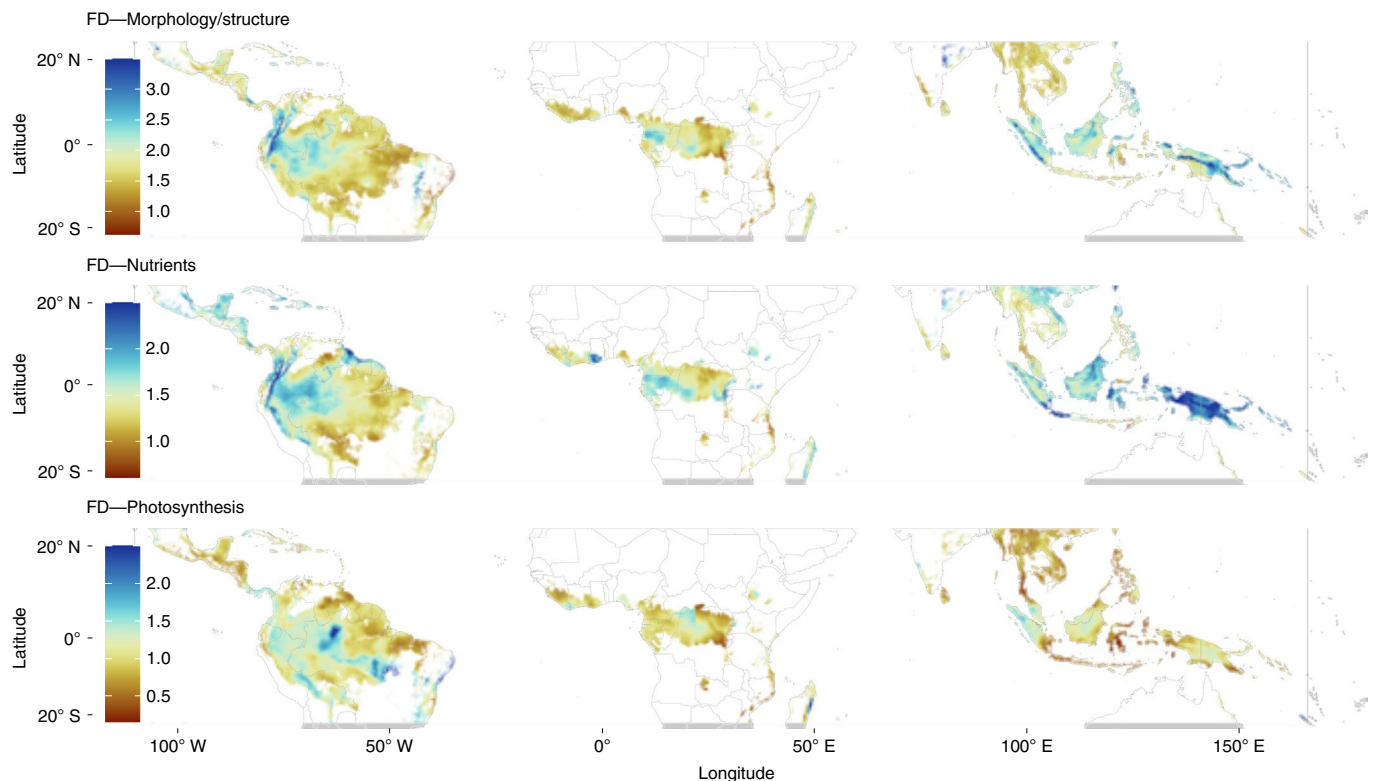 FD—Morphology/structure
20° N
0°
20° S
Latitude
3.0
2.5
2.0
1.5
1.0
FD—Nutrients
20° N
0°
20° S
Latitude
2.0
1.5
1.0
FD—Photosynthesis
20° N
0°
20° S
Latitude
2.0
1.5
1.0
0.5
100° W
50° W
0°
50° E
100° E
150° E
Longitude